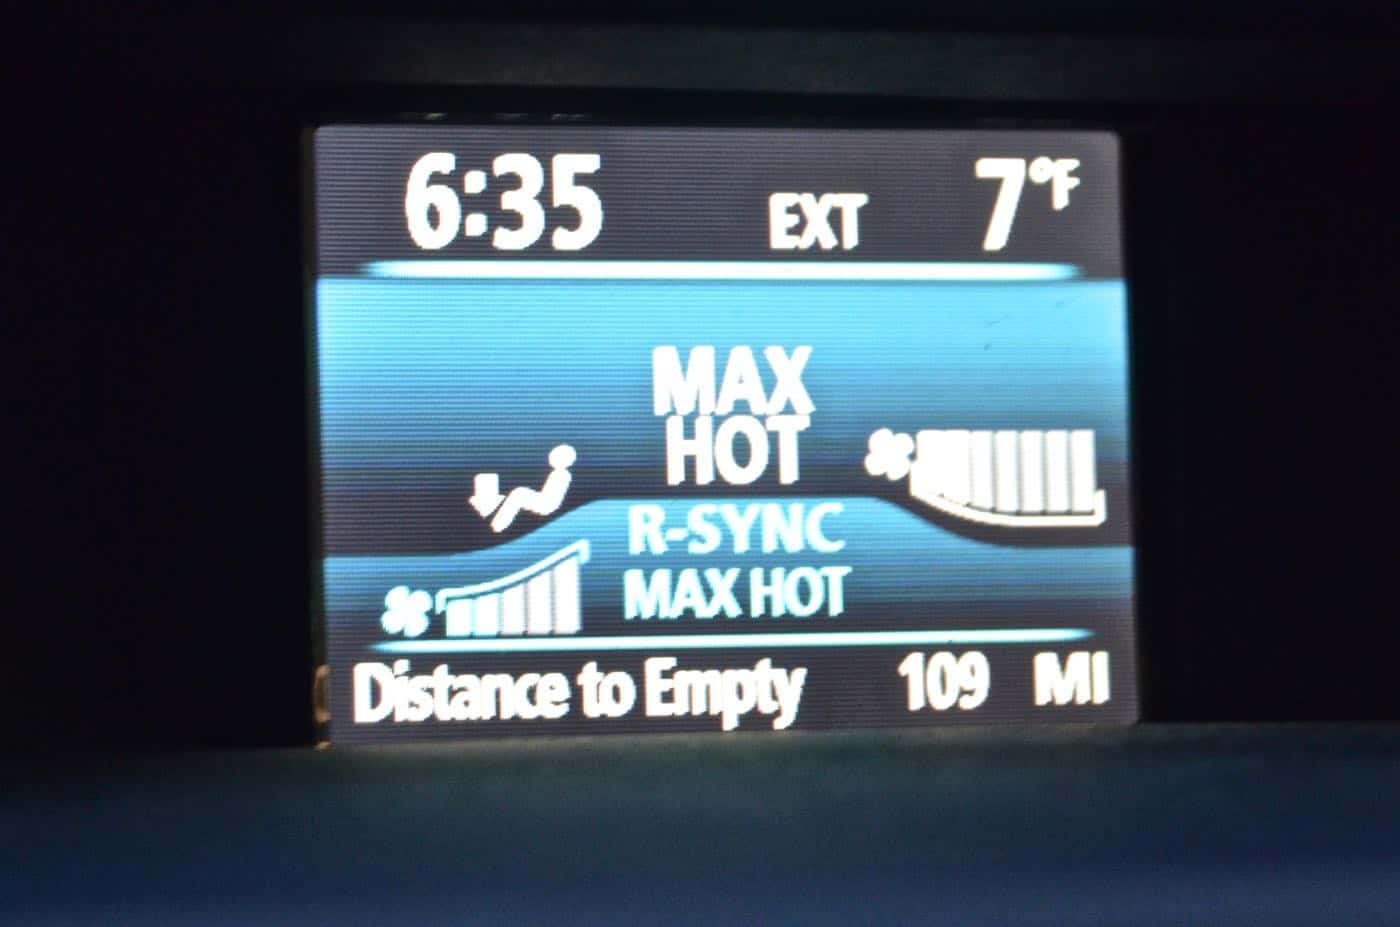 6:35 EXT 7°F
MAX
HOT
R-SYNC
MAX HOT
Distance to Empty 109 MI